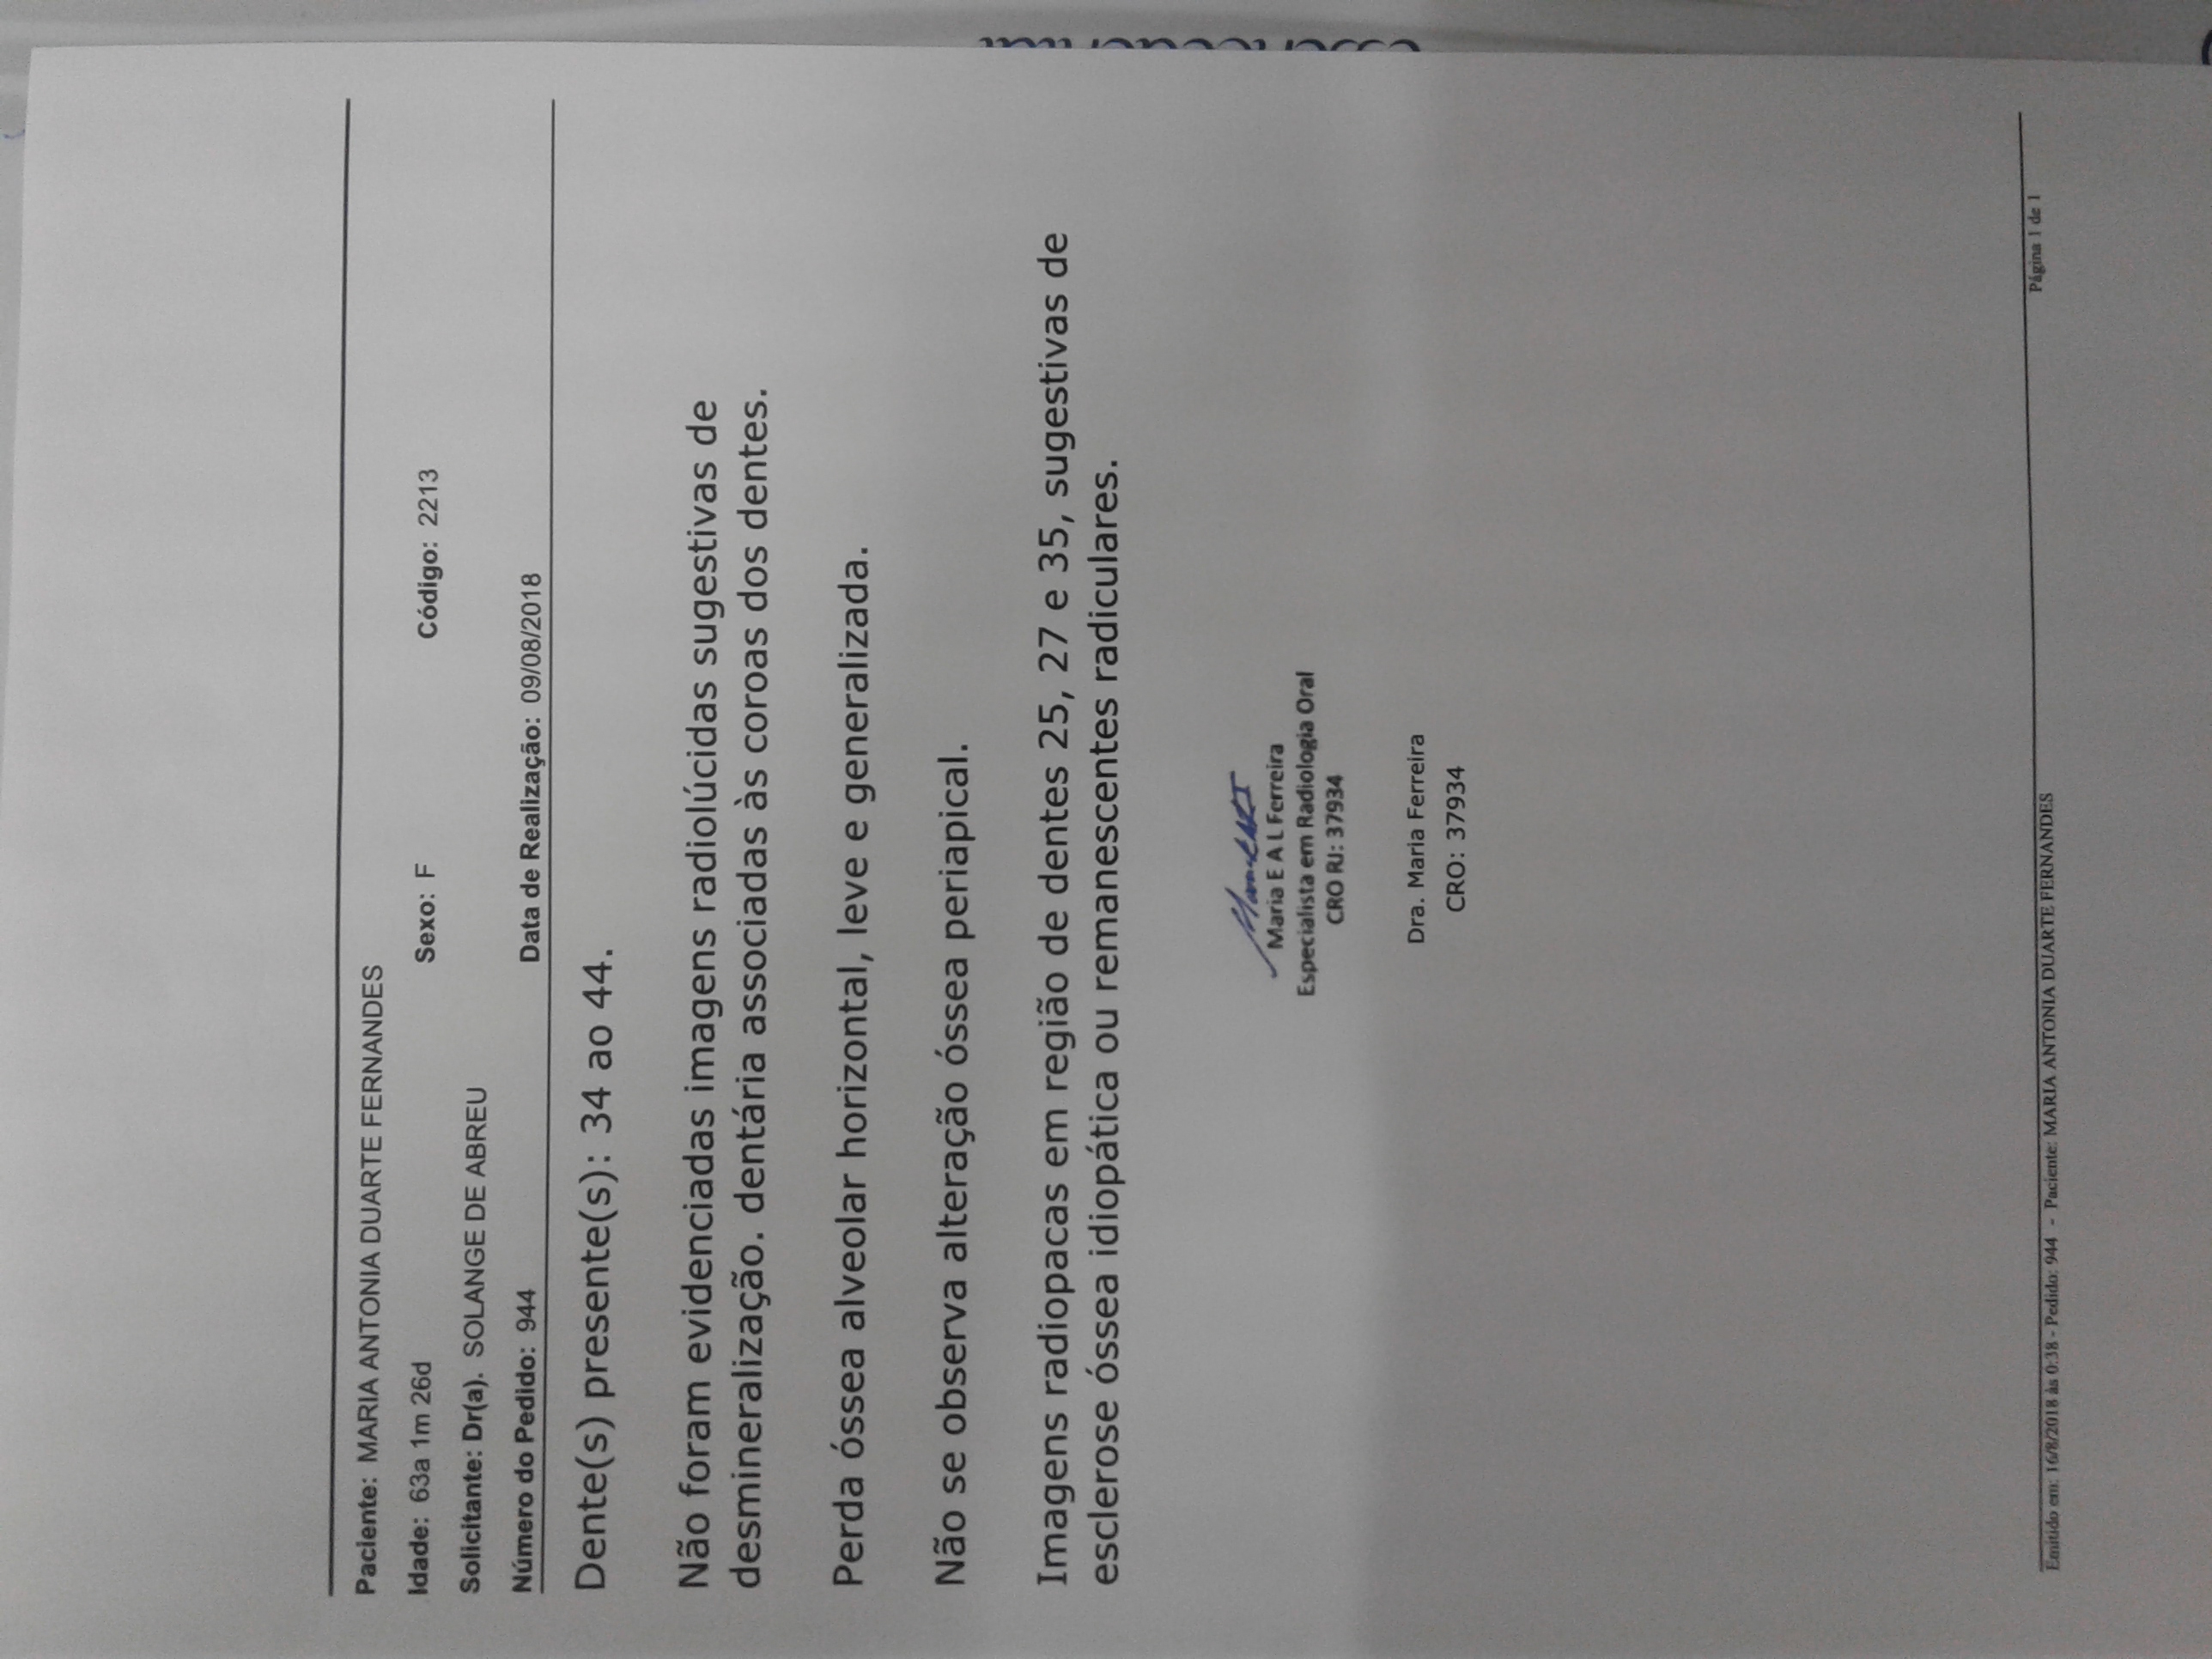 Paciente: MARIA ANTONIA DUARTE FERNANDES
Idade: 63a 1m 26d Sexo: F Código: 2213
Solicitante: Dr(a). SOLANGE DE ABREU
Número do Pedido: 944 Data de Realização: 09/08/2018
Dente(s) presente(s): 34 ao 44.
Não foram evidenciadas imagens radiolúcidas sugestivas de
desmineralização. dentária associadas às coroas dos dentes.
Perda óssea alveolar horizontal, leve e generalizada.
Não se observa alteração óssea periapical.
Imagens radiopacas em região de dentes 25, 27 e 35, sugestivas de
esclerose óssea idiopática ou remanescentes radiculares.
Maria E A L Ferreira
Especialista em Radiologia Oral
CRO RJ: 37934
Dra. Maria Ferreira
CRO: 37934
Emitido em: 16/8/2018 às 0:38 - Pedido: 944 - Paciente: MARIA ANTONIA DUARTE FERNANDES Página 1 de 1